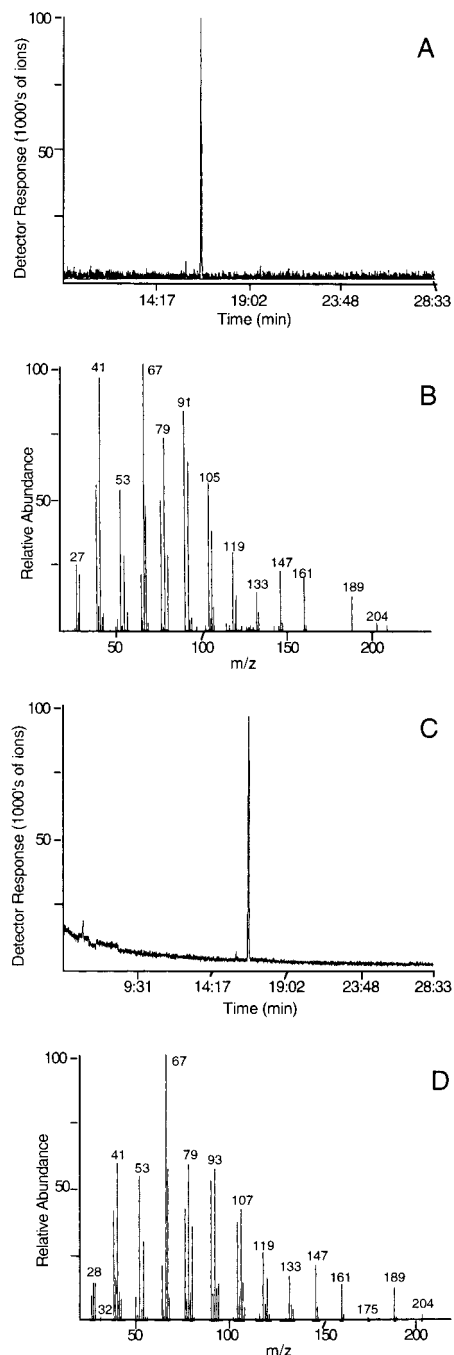 A
Detector Response (1000's of ions)
100
50
14:17 19:02 23:48 28:33
Time (min)
B
Relative Abundance
100
50
27 41 53 67 79 91 105 119 133 147 161 189 204
50 100 150 200
m/z
C
Detector Response (1000's of ions)
100
50
9:31 14:17 19:02 23:48 28:33
Time (min)
D
Relative Abundance
100
50
28 32 41 53 67 79 93 107 119 133 147 161 175 189 204
50 100 150 200
m/z